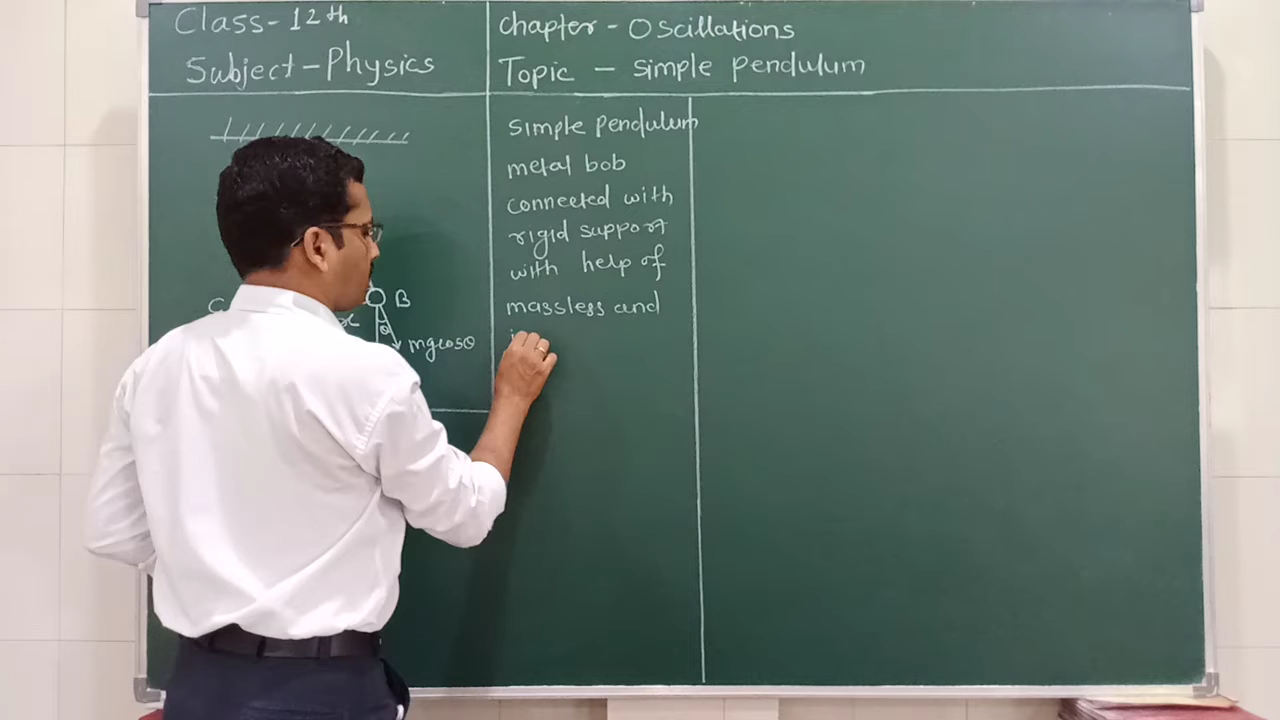 Class-12th
Subject-Physics
Chapter - Oscillations
Topic - Simple pendulum
C
x
θ
B
mgcosθ
Simple pendulum
metal bob
connected with
rigid support
with help of
massless and
i